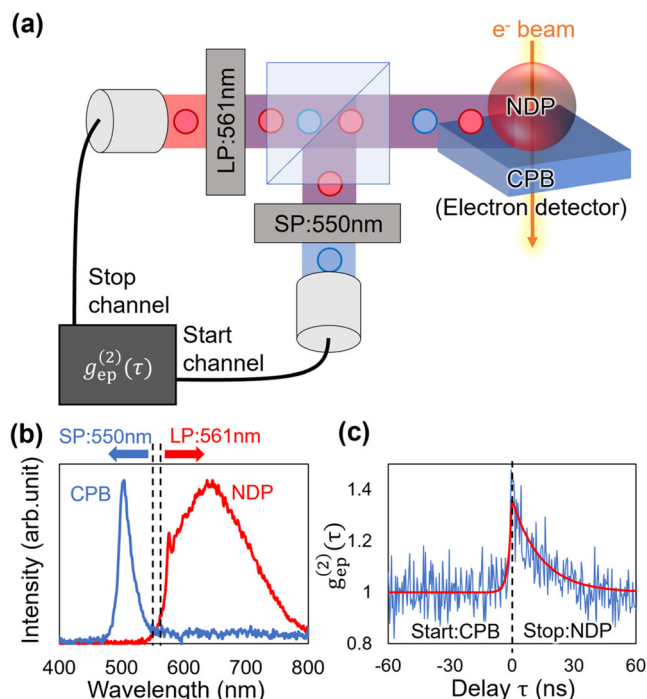 (a)
e⁻ beam
NDP
CPB
(Electron detector)
LP:561nm
SP:550nm
Stop
channel
Start
channel
g_ep^(2)(τ)
(b)
SP:550nm
LP:561nm
CPB
NDP
Intensity (arb.unit)
400 500 600 700 800
Wavelength (nm)
(c)
g_ep^(2)(τ)
1.4
1.2
1
0.8
Start:CPB
Stop:NDP
-60 -30 0 30 60
Delay τ (ns)